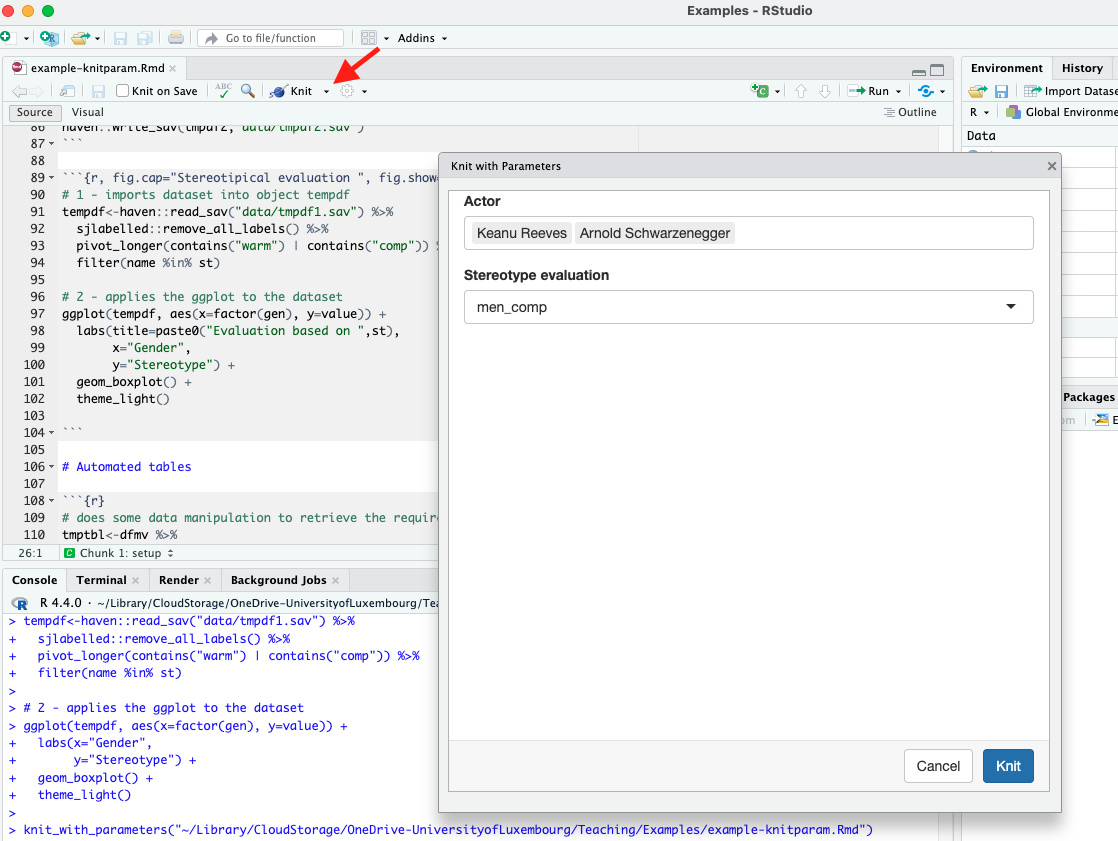 Examples - RStudio
Go to file/function
Addins
example-knitparam.Rmd
Environment
History
Knit on Save
ABC
Knit
Run
Import Datase
Source
Visual
Outline
R
Global Environme
Data
86 haven::write_sav(tmpdf2,"data/tmpdf2.sav")
87 ```
88
89 ```{r, fig.cap="Stereotipical evaluation ", fig.show=
90 # 1 - imports dataset into object tempdf
91 tempdf<-haven::read_sav("data/tmpdf1.sav") %>%
92 sjlabelled::remove_all_labels() %>%
93 pivot_longer(contains("warm") | contains("comp")) %
94 filter(name %in% st)
95
96 # 2 - applies the ggplot to the dataset
97 ggplot(tempdf, aes(x=factor(gen), y=value)) +
98 labs(title=paste0("Evaluation based on ",st),
99 x="Gender",
100 y="Stereotype") +
101 geom_boxplot() +
102 theme_light()
103
104 ```
105
106 # Automated tables
107
108 ```{r}
109 # does some data manipulation to retrieve the requir
110 tmptbl<-dfmv %>%
26:1
Chunk 1: setup
Knit with Parameters
Actor
Keanu Reeves
Arnold Schwarzenegger
Stereotype evaluation
men_comp
Cancel
Knit
Packages
om
E
Console
Terminal
Render
Background Jobs
R 4.4.0 · ~/Library/CloudStorage/OneDrive-UniversityofLuxembourg/Tea
> tempdf<-haven::read_sav("data/tmpdf1.sav") %>%
+ sjlabelled::remove_all_labels() %>%
+ pivot_longer(contains("warm") | contains("comp")) %>%
+ filter(name %in% st)
>
> # 2 - applies the ggplot to the dataset
> ggplot(tempdf, aes(x=factor(gen), y=value)) +
+ labs(x="Gender",
+ y="Stereotype") +
+ geom_boxplot() +
+ theme_light()
>
> knit_with_parameters("~/Library/CloudStorage/OneDrive-UniversityofLuxembourg/Teaching/Examples/example-knitparam.Rmd")